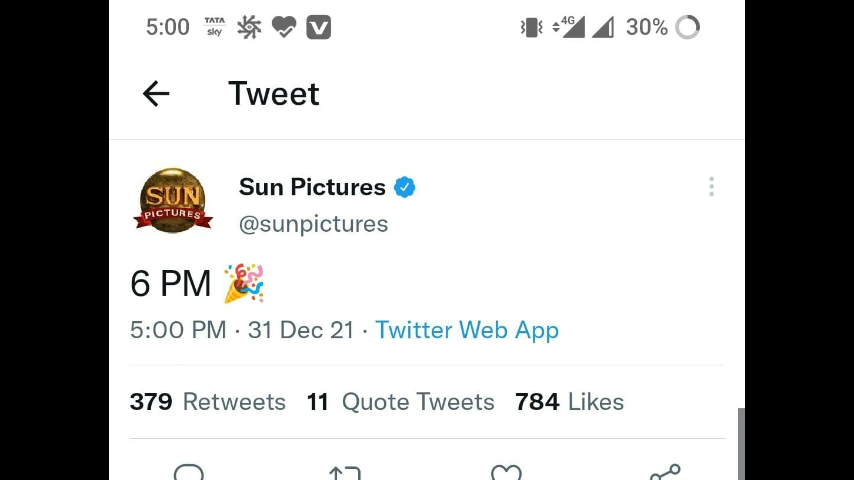 5:00 TATA sky V 4G 30%
Tweet
SUN PICTURES
Sun Pictures
@sunpictures
6 PM 🎉
5:00 PM · 31 Dec 21 · Twitter Web App
379 Retweets 11 Quote Tweets 784 Likes